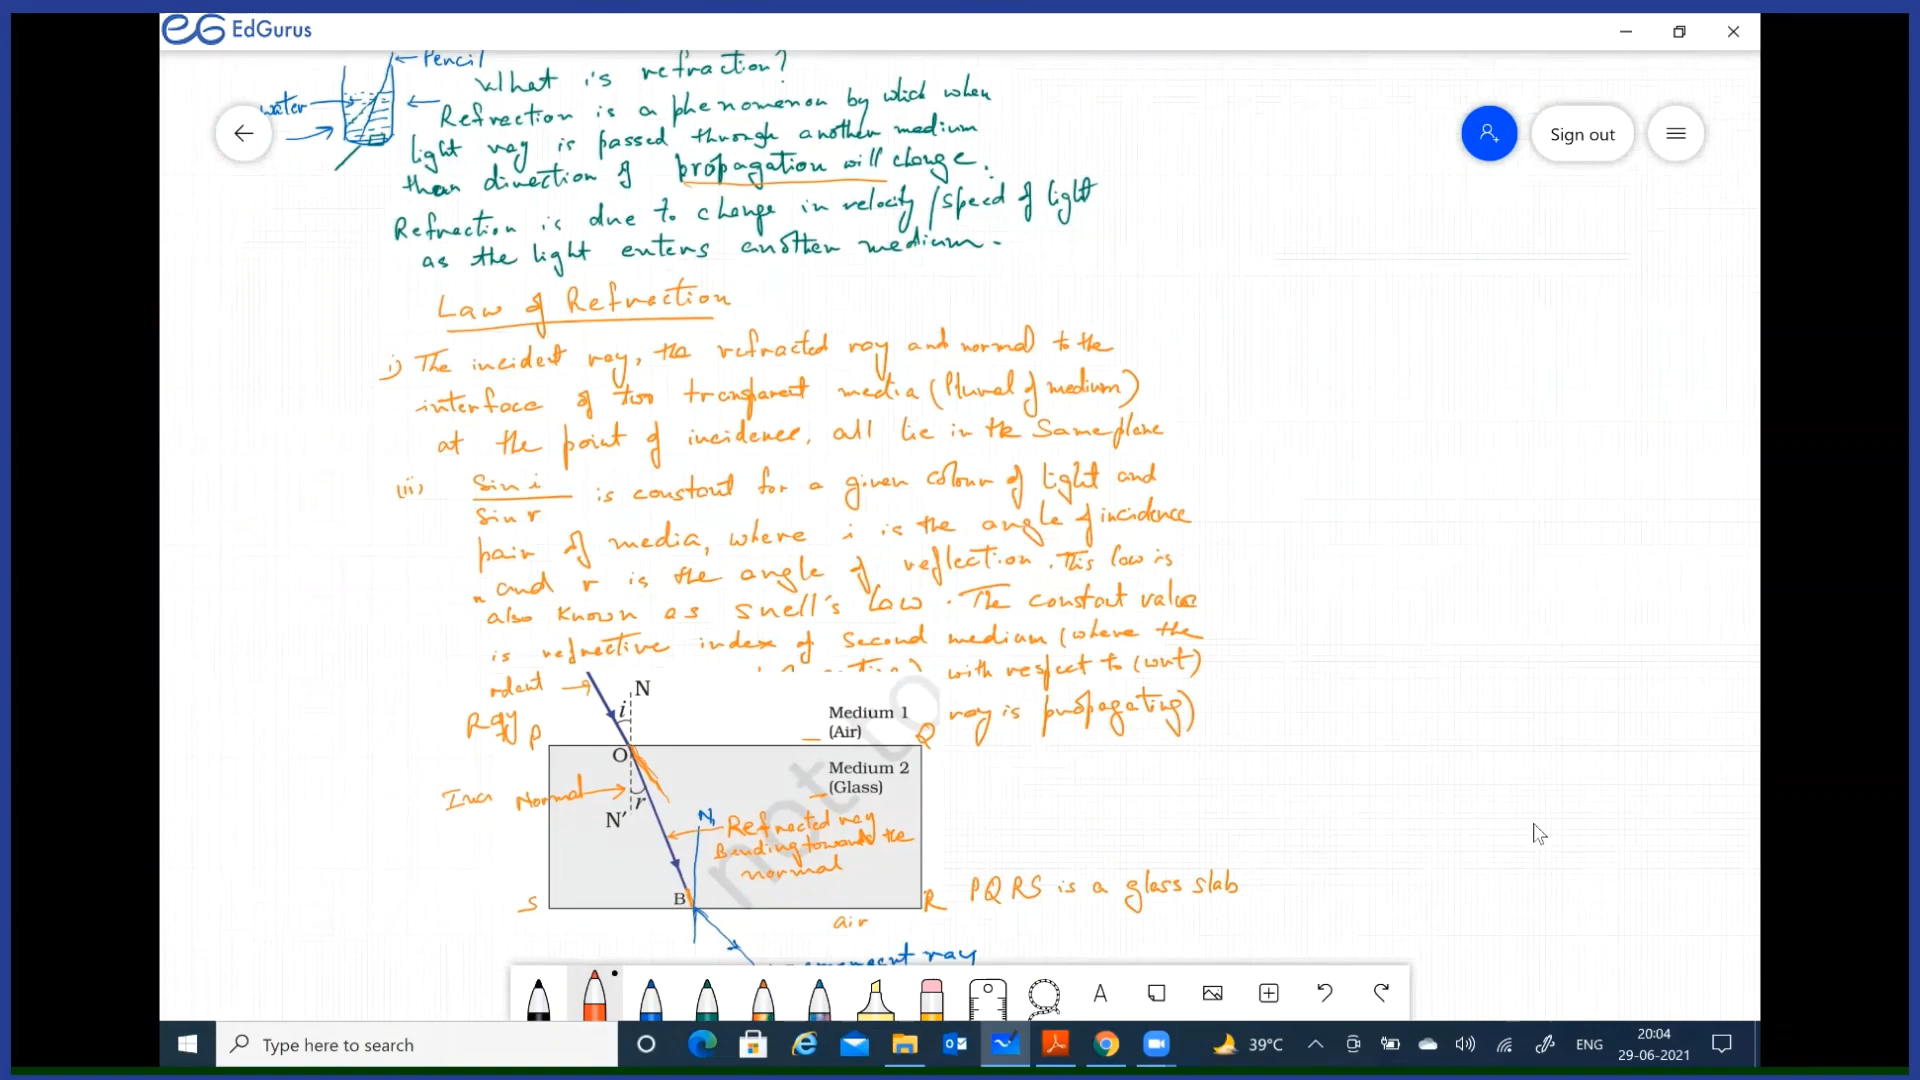 EdGurus
Pencil
water
What is refraction?
Refraction is a phenomenon by which when
light ray is passed through another medium
then direction of propagation will change.
Refraction is due to change in velocity/speed of light
as the light enters another medium.
Sign out
Law of Refraction
i) The incident ray, the refracted ray and normal to the
interface of two transparent media (Plural of medium)
at the point of incidence, all lie in the same plane
(ii) Sin i
Sin r
is constant for a given colour of light and
pair of media, where i is the angle of incidence
and r is the angle of reflection. This law is
also known as snell's law. The constant value
is refractive index of second medium (where the
with respect to (wrt)
ray is propagating)
ident
Ray
N
i
P
O
Medium 1
(Air)
Q
Medium 2
(Glass)
Inci
Normal
r
N'
N1
Refracted ray
Bending towards the
normal
not to
S
B
R
PQRS is a glass slab
air
ray
A
Type here to search
39°C
ENG
20:04
29-06-2021